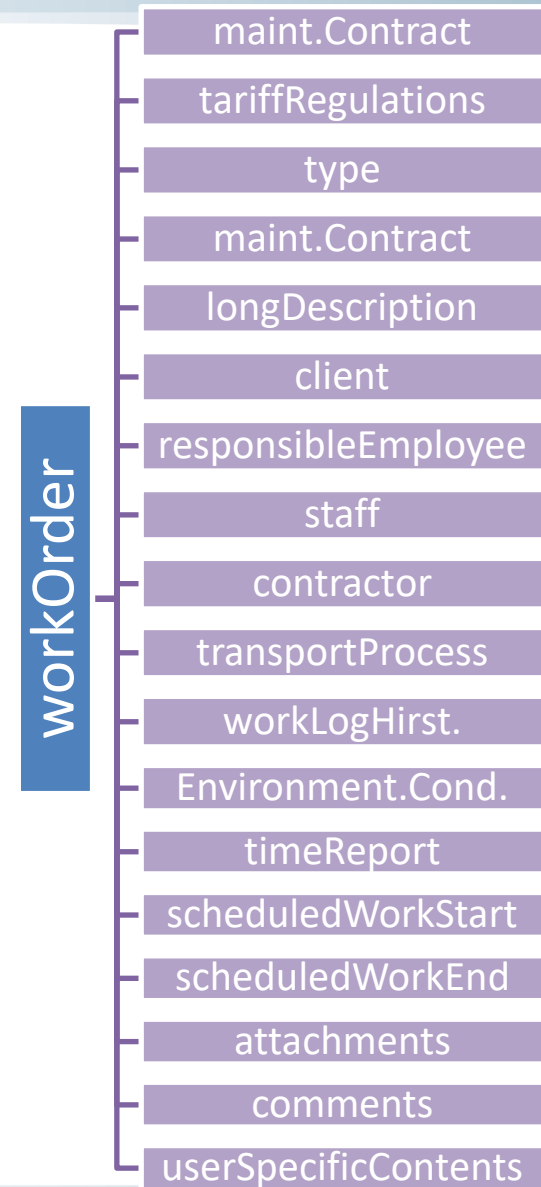 workOrder
maint.Contract
tariffRegulations
type
maint.Contract
longDescription
client
responsibleEmployee
staff
contractor
transportProcess
workLogHirst.
Environment.Cond.
timeReport
scheduledWorkStart
scheduledWorkEnd
attachments
comments
userSpecificContents